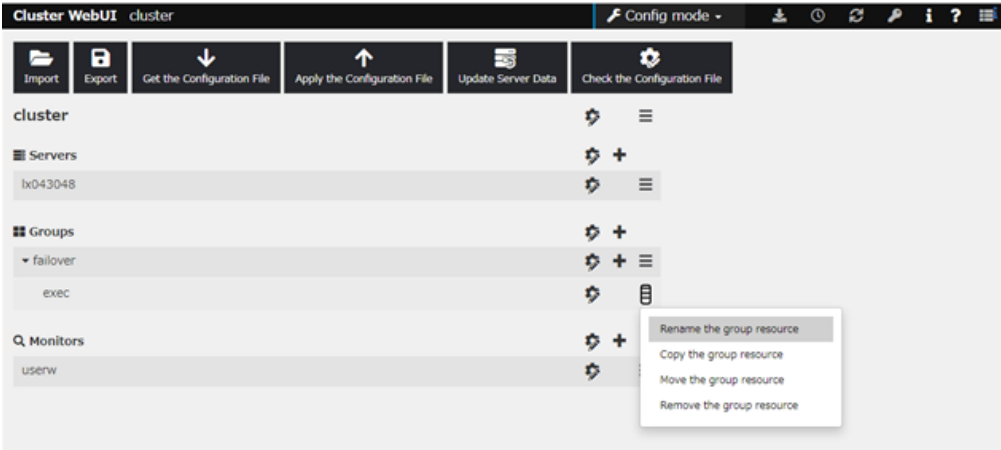 Cluster WebUI cluster Config mode
Import Export Get the Configuration File Apply the Configuration File Update Server Data Check the Configuration File
cluster
Servers
lx043048
Groups
failover
exec
Rename the group resource
Copy the group resource
Move the group resource
Remove the group resource
Monitors
userw